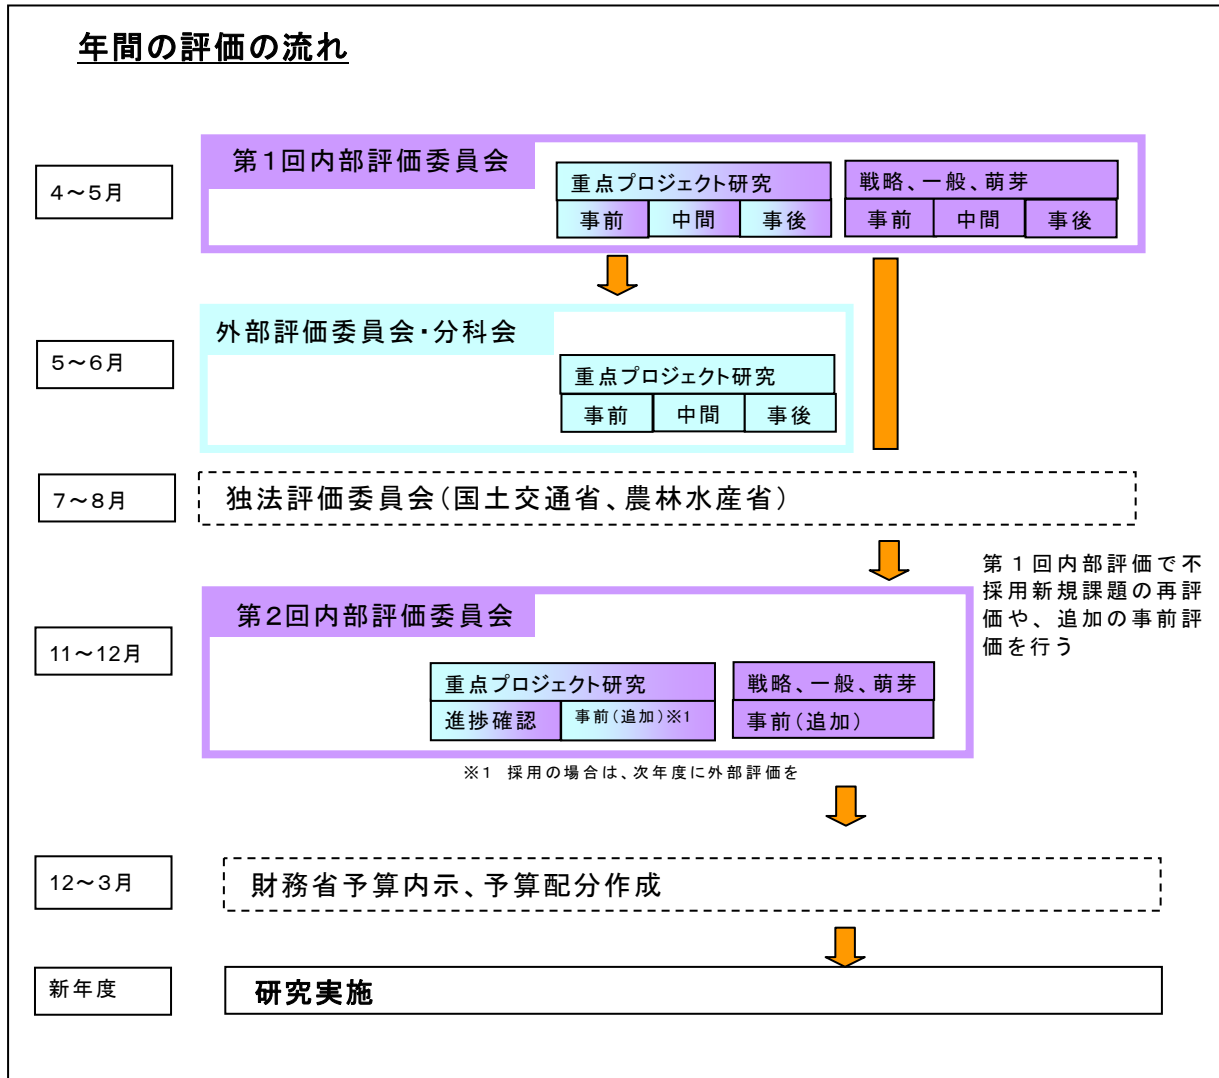 年間の評価の流れ
4～5月
第1回内部評価委員会
重点プロジェクト研究
事前 中間 事後
戦略、一般、萌芽
事前 中間 事後
5～6月
外部評価委員会・分科会
重点プロジェクト研究
事前 中間 事後
7～8月
独法評価委員会(国土交通省、農林水産省)
第1回内部評価で不
採用新規課題の再評
価や、追加の事前評
価を行う
11～12月
第2回内部評価委員会
重点プロジェクト研究
進捗確認 事前(追加)※1
戦略、一般、萌芽
事前(追加)
※1 採用の場合は、次年度に外部評価を
12～3月
財務省予算内示、予算配分作成
新年度
研究実施